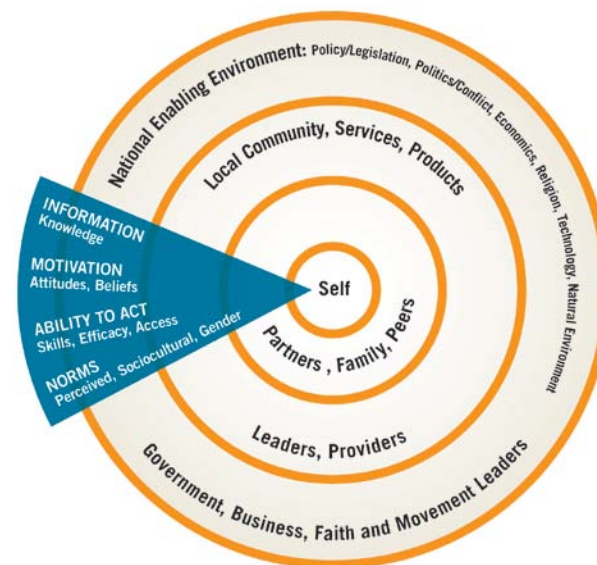 National Enabling Environment: Policy/Legislation, Politics/Conflict, Economics, Religion, Technology, Natural Environment
Local Community, Services, Products
INFORMATION
Knowledge
MOTIVATION
Attitudes, Beliefs
ABILITY TO ACT
Skills, Efficacy, Access
NORMS
Perceived, Sociocultural, Gender
Self
Partners , Family, Peers
Leaders, Providers
Government, Business, Faith and Movement Leaders